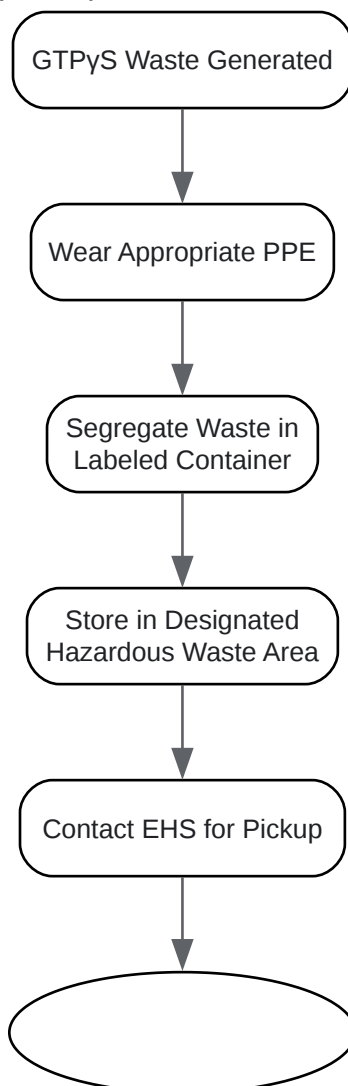 GTPγS Waste Generated
Wear Appropriate PPE
Segregate Waste in
Labeled Container
Store in Designated
Hazardous Waste Area
Contact EHS for Pickup